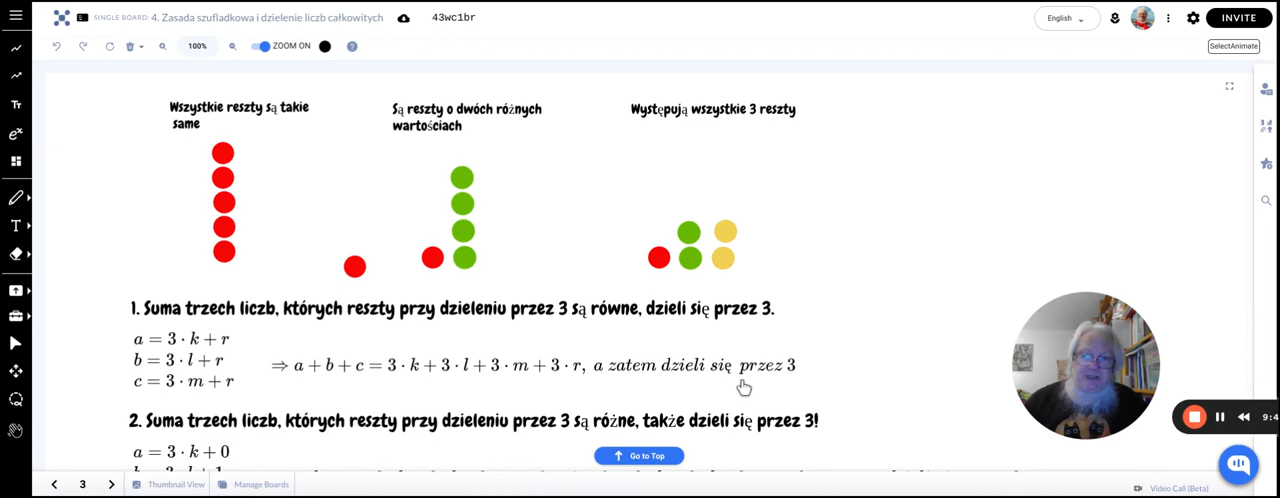 SINGLE BOARD: 4. Zasada szufladkowa i dzielenie liczb całkowitych
43wc1br
English
INVITE
100%
ZOOM ON
SelectAnimate
Wszystkie reszty są takie
same
Są reszty o dwóch różnych
wartościach
Występują wszystkie 3 reszty
1. Suma trzech liczb, których reszty przy dzieleniu przez 3 są równe, dzieli się przez 3.
a = 3 · k + r
b = 3 · l + r
c = 3 · m + r
⇒ a + b + c = 3 · k + 3 · l + 3 · m + 3 · r, a zatem dzieli się przez 3
2. Suma trzech liczb, których reszty przy dzieleniu przez 3 są różne, także dzieli się przez 3!
a = 3 · k + 0
Go to Top
9:4
3
Thumbnail View
Manage Boards
Video Call (Beta)